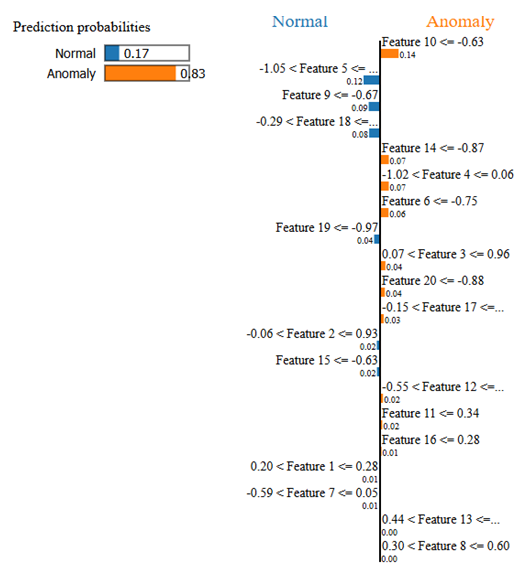 Prediction probabilities
Normal 0.17
Anomaly 0.83
Normal Anomaly
Feature 10 <= -0.63
0.14
-1.05 < Feature 5 <= ...
0.12
Feature 9 <= -0.67
0.09
-0.29 < Feature 18 <=...
0.08
Feature 14 <= -0.87
0.07
-1.02 < Feature 4 <= 0.06
0.07
Feature 6 <= -0.75
0.06
Feature 19 <= -0.97
0.04
0.07 < Feature 3 <= 0.96
0.04
Feature 20 <= -0.88
0.04
-0.15 < Feature 17 <=...
0.03
-0.06 < Feature 2 <= 0.93
0.02
Feature 15 <= -0.63
0.02
-0.55 < Feature 12 <=...
0.02
Feature 11 <= 0.34
0.02
Feature 16 <= 0.28
0.01
0.20 < Feature 1 <= 0.28
0.01
-0.59 < Feature 7 <= 0.05
0.01
0.44 < Feature 13 <=...
0.00
0.30 < Feature 8 <= 0.60
0.00